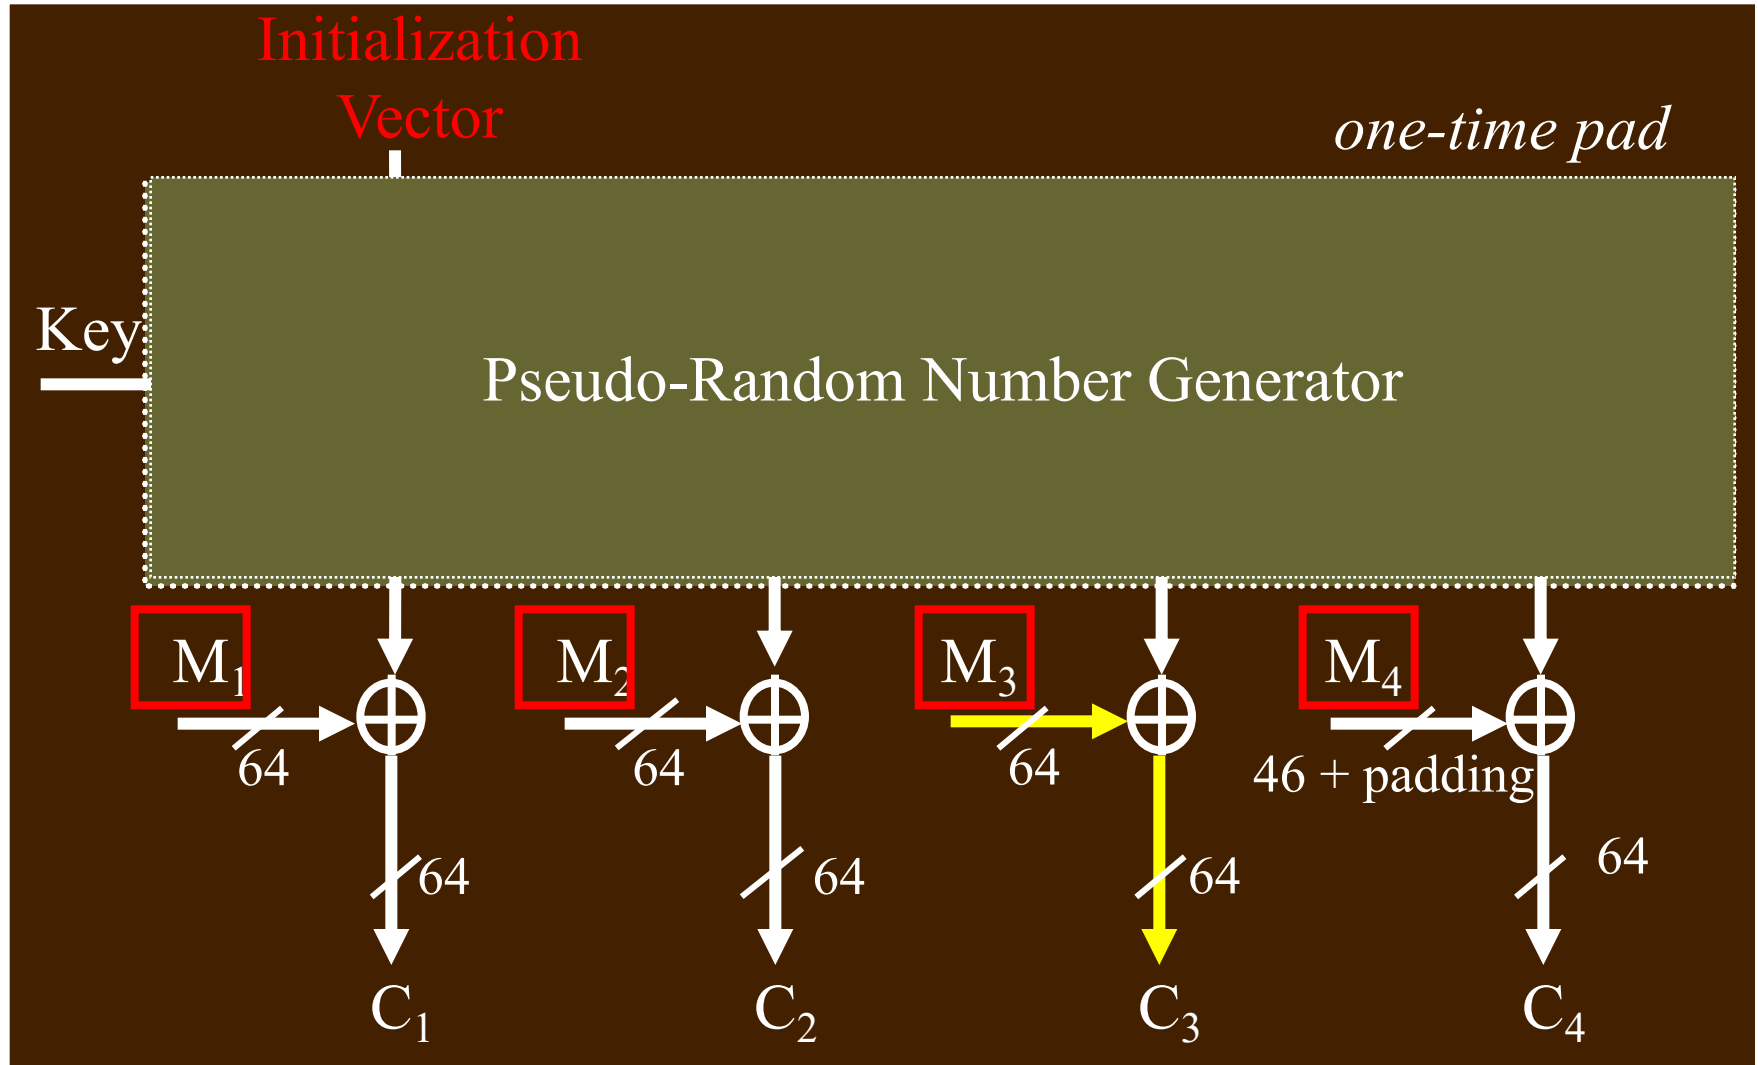 Initialization
Vector
one-time pad
Key
Pseudo-Random Number Generator
M₁ M₂ M₃ M₄
64 64 64 46 + padding
64 64 64 64
C₁ C₂ C₃ C₄